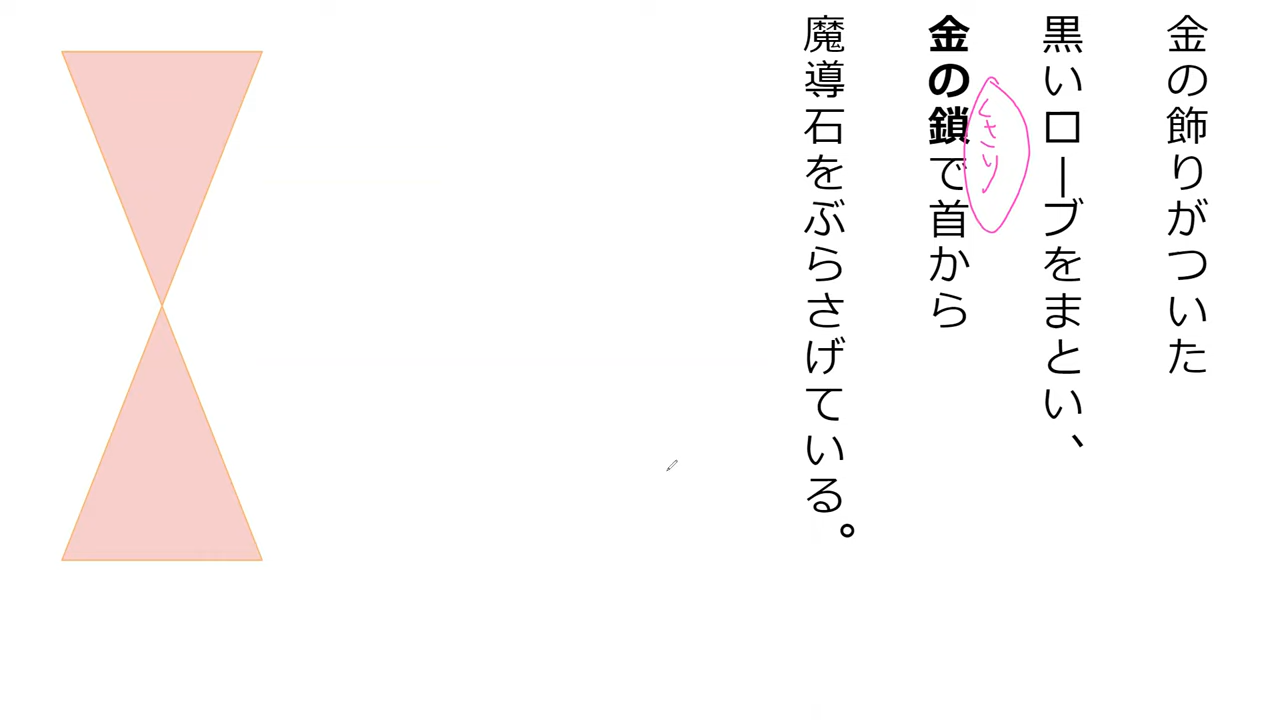 金の飾りがついた
黒いローブをまとい、
金の鎖で首から
くさり
魔導石をぶらさげている。